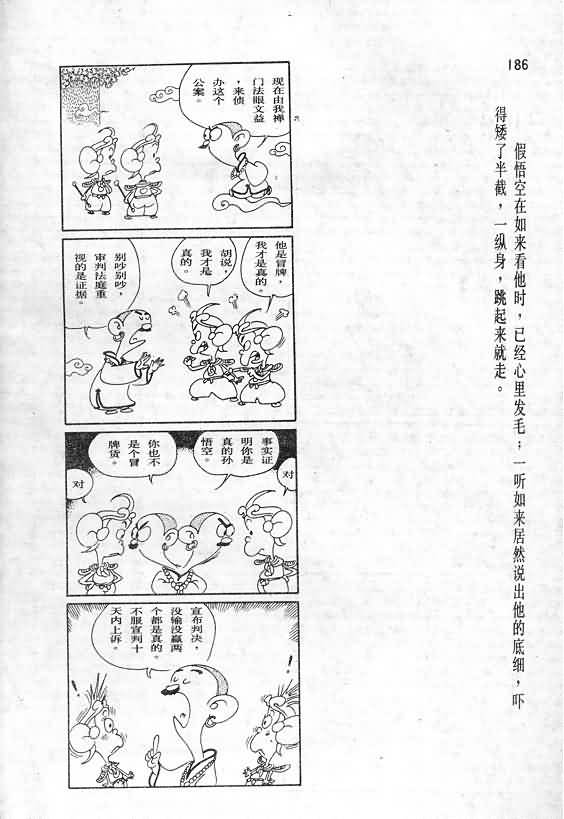 186
假悟空在如来看他时，已经心里发毛；一听如来居然说出他的底细，吓
得矮了半截，一纵身，跳起来就走。
现在由我禅
门法眼文益
，来侦
办这个
公案。
他是冒牌，
我才是真的。
胡说，
我才是
真的。
别吵别吵，
审判法庭重
视的是证据。
事实证
明你是
真的孙
悟空。
对
你也不
是个冒
牌货。
对
宣布判决，
没输没赢两
个都是真的。
不服宣判十
天内上诉。
！
！